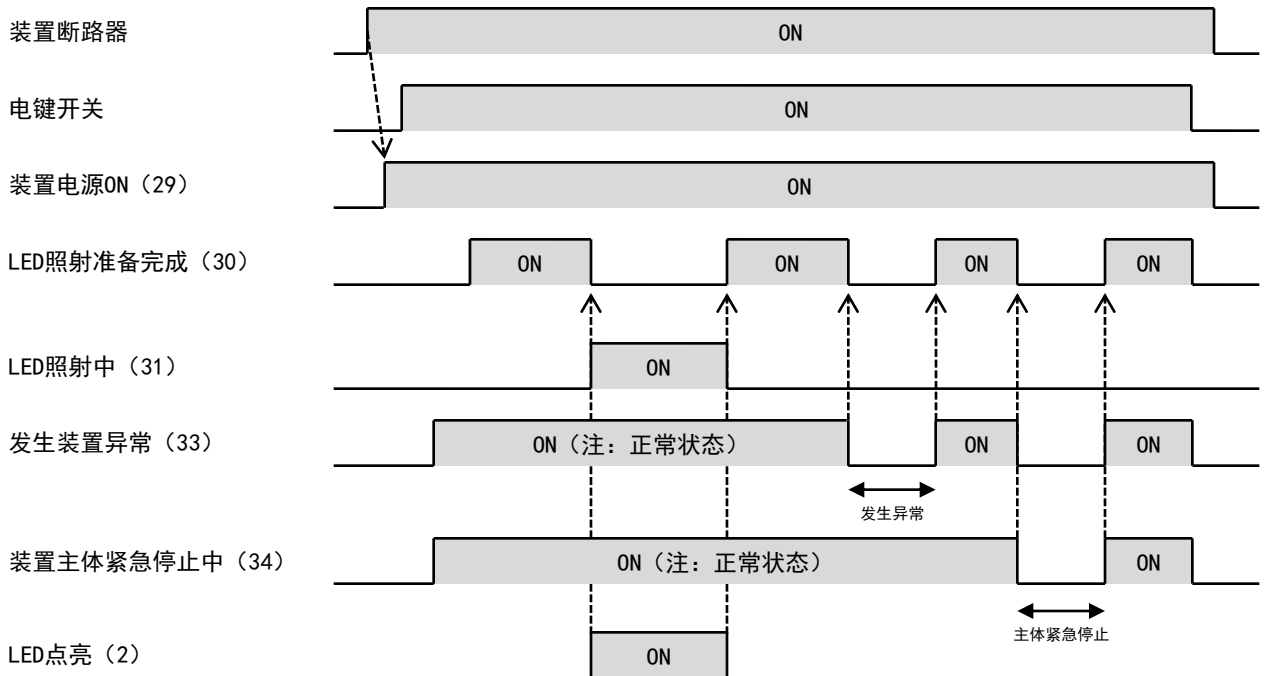 装置断路器
ON
电键开关
ON
装置电源ON（29）
ON
LED照射准备完成（30）
ON
ON
ON
ON
LED照射中（31）
ON
发生装置异常（33）
ON（注：正常状态）
ON
ON
发生异常
装置主体紧急停止中（34）
ON（注：正常状态）
ON
主体紧急停止
LED点亮（2）
ON